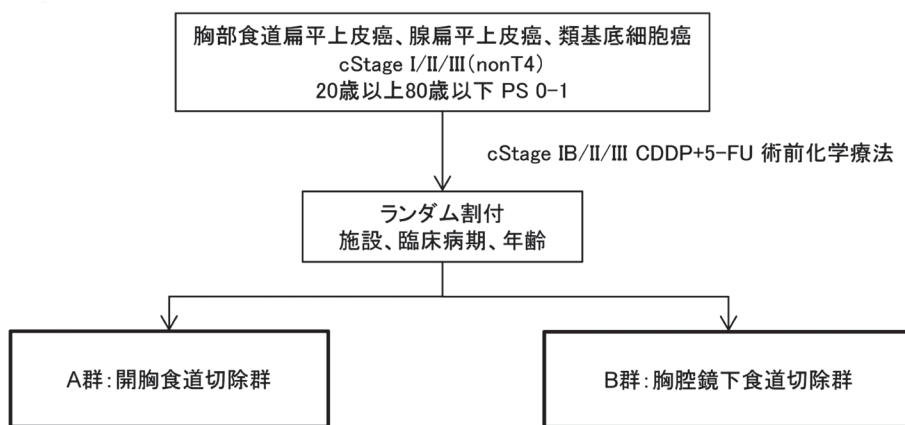 胸部食道扁平上皮癌、腺扁平上皮癌、類基底細胞癌
cStage I/II/III(nonT4)
20歳以上80歳以下 PS 0-1
cStage IB/II/III CDDP+5-FU 術前化学療法
ランダム割付
施設、臨床病期、年齢
A群:開胸食道切除群
B群:胸腔鏡下食道切除群